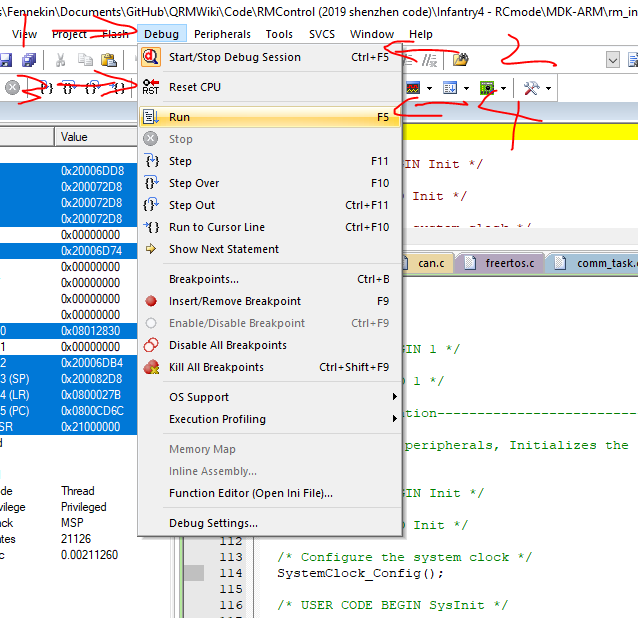 s\Fennekin\Documents\GitHub\QRMWiki\Code\RMControl (2019 shenzhen code)\Infantry4 - RCmode\MDK-ARM\rm_in
View Project Flash Debug Peripherals Tools SVCS Window Help
1
2
3
4
Start/Stop Debug Session Ctrl+F5
Reset CPU
Run F5
Stop
Step F11
Step Over F10
Step Out Ctrl+F11
Run to Cursor Line Ctrl+F10
Show Next Statement
Breakpoints... Ctrl+B
Insert/Remove Breakpoint F9
Enable/Disable Breakpoint Ctrl+F9
Disable All Breakpoints
Kill All Breakpoints Ctrl+Shift+F9
OS Support
Execution Profiling
Memory Map
Inline Assembly...
Function Editor (Open Ini File)...
Debug Settings...
RST
Value
0x20006DD8
0x200072D8
0x200072D8
0x200072D8
0x00000000
0x20006D74
0x00000000
0x00000000
0x00000000
0x00000000
0 0x08012830
1 0x00000000
2 0x20006DB4
3 (SP) 0x200082D8
4 (LR) 0x0800027B
5 (PC) 0x0800CD6C
SR 0x21000000
de Thread
vilege Privileged
ck MSP
tes 21126
c 0.00211260
IN Init */
Init */
can.c freertos.c comm_task.c
IN 1 */
1 */
ation
peripherals, Initializes the
IN Init */
Init */
112
113 /* Configure the system clock */
114 SystemClock_Config();
115
116 /* USER CODE BEGIN SysInit */